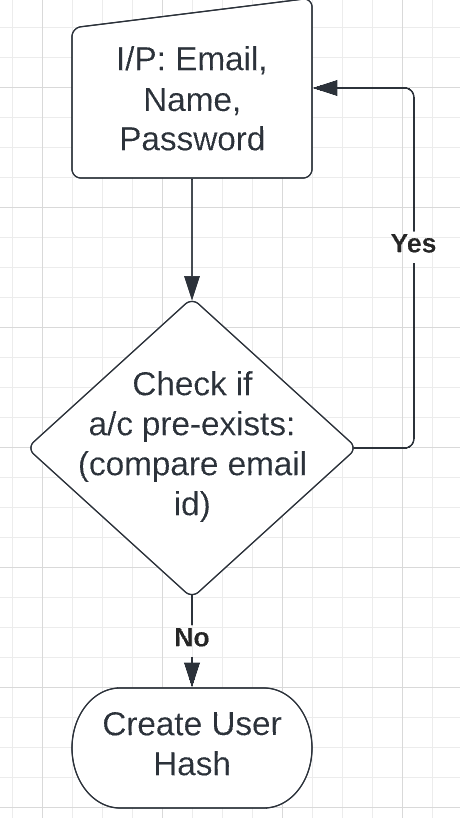 I/P: Email,
Name,
Password
Yes
Check if
a/c pre-exists:
(compare email
id)
No
Create User
Hash